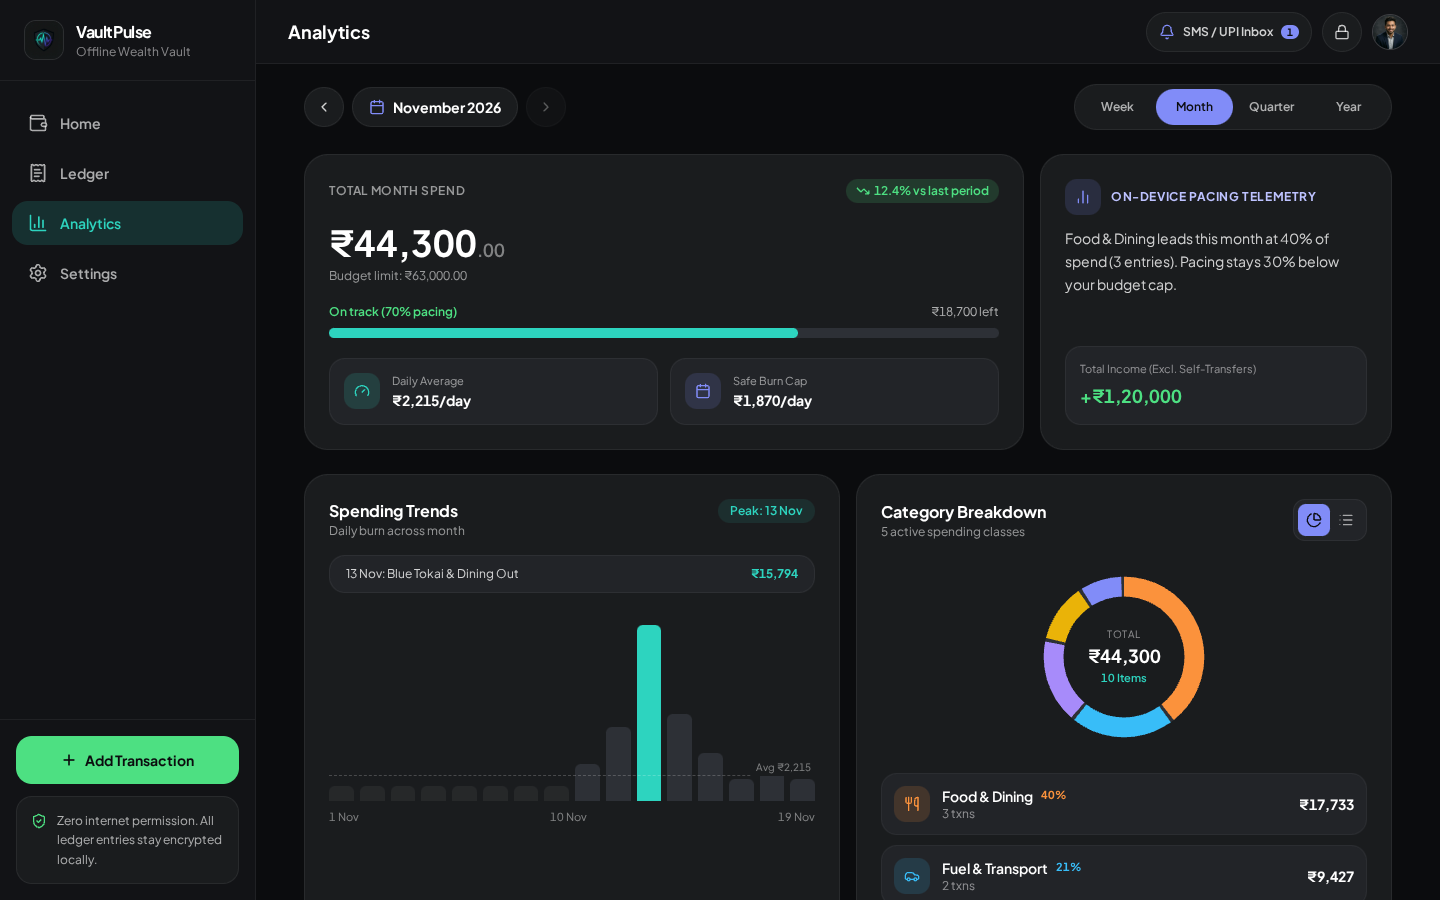 VaultPulse
Offline Wealth Vault
Home
Ledger
Analytics
Settings
Add Transaction
Zero internet permission. All
ledger entries stay encrypted
locally.
Analytics
SMS / UPI Inbox 1
November 2026
Week Month Quarter Year
TOTAL MONTH SPEND
12.4% vs last period
₹44,300.00
Budget limit: ₹63,000.00
On track (70% pacing)
₹18,700 left
Daily Average
₹2,215/day
Safe Burn Cap
₹1,870/day
ON-DEVICE PACING TELEMETRY
Food & Dining leads this month at 40% of
spend (3 entries). Pacing stays 30% below
your budget cap.
Total Income (Excl. Self-Transfers)
+₹1,20,000
Spending Trends
Daily burn across month
Peak: 13 Nov
13 Nov: Blue Tokai & Dining Out
₹15,794
Avg ₹2,215
1 Nov
10 Nov
19 Nov
Category Breakdown
5 active spending classes
TOTAL
₹44,300
10 Items
Food & Dining 40%
3 txns
₹17,733
Fuel & Transport 21%
2 txns
₹9,427